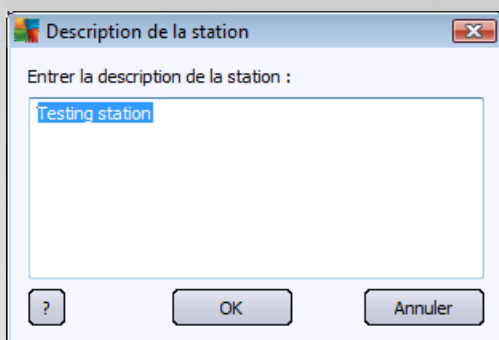 Description de la station
Entrer la description de la station :
Testing station
? OK Annuler